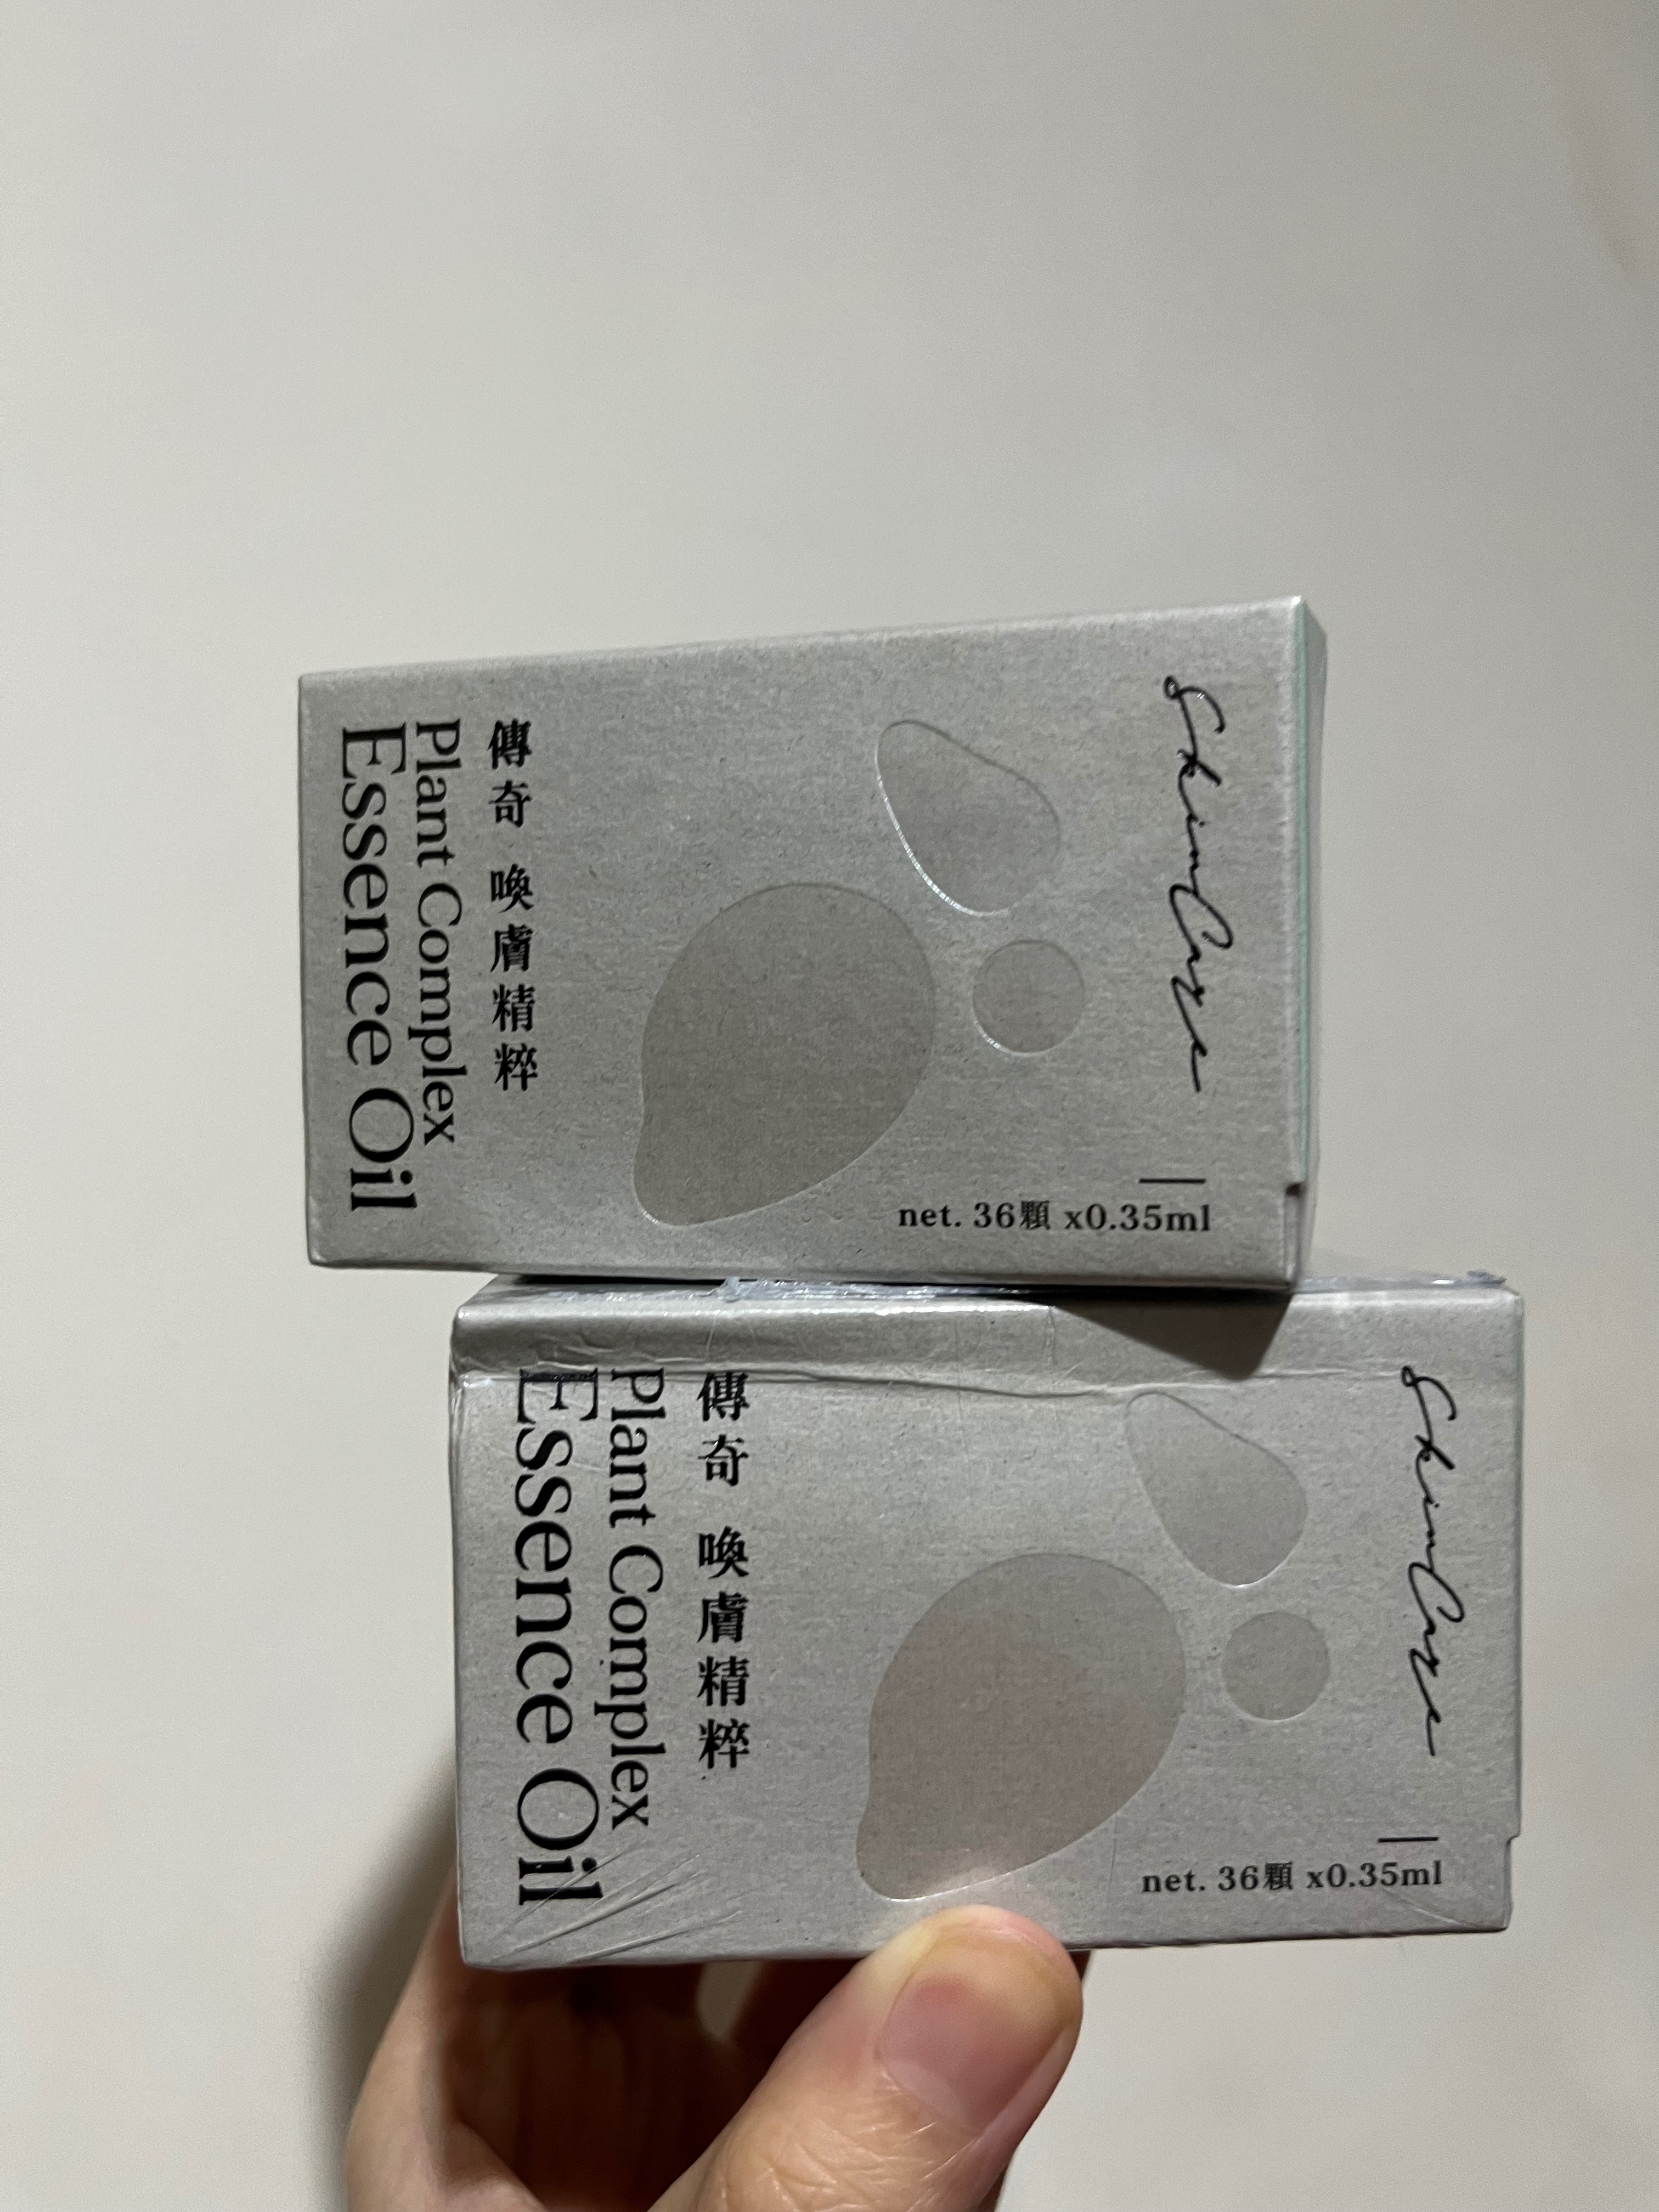 SkinCare
net. 36顆 x0.35ml
傳奇 喚膚精粹
Plant Complex
Essence Oil
SkinCare
net. 36顆 x0.35ml
傳奇 喚膚精粹
Plant Complex
Essence Oil